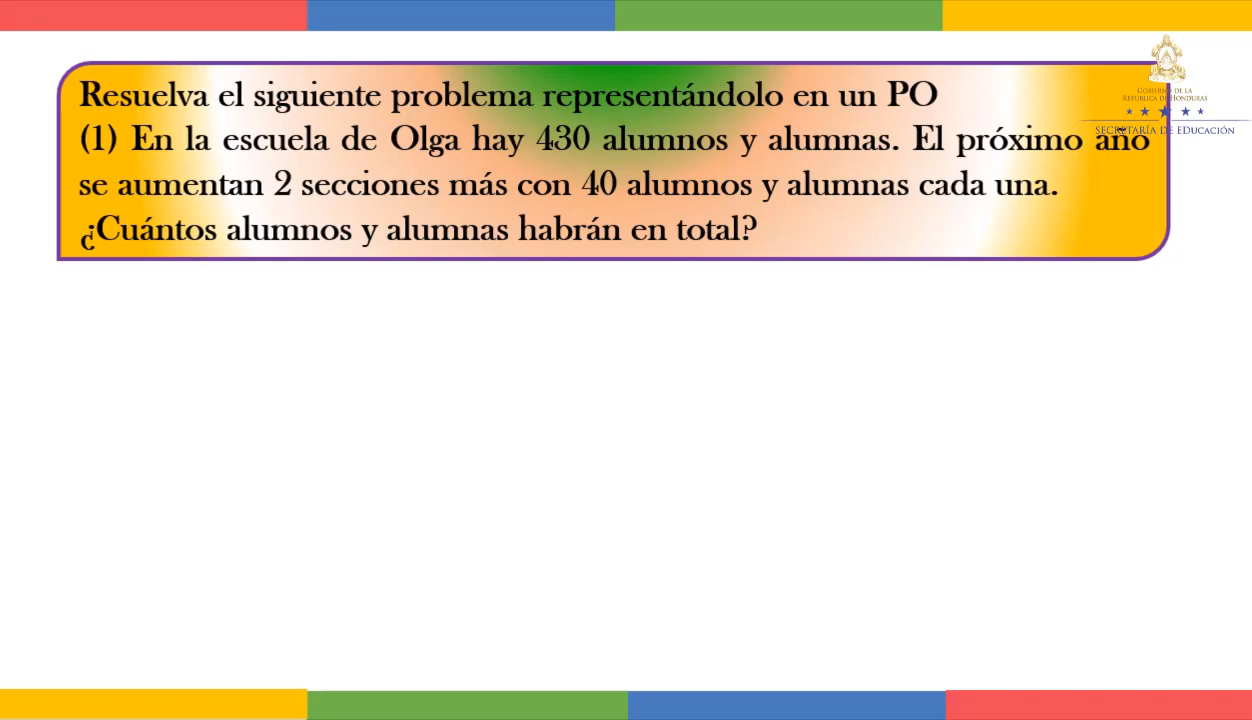 Resuelva el siguiente problema representándolo en un PO
(1) En la escuela de Olga hay 430 alumnos y alumnas. El próximo año
se aumentan 2 secciones más con 40 alumnos y alumnas cada una.
¿Cuántos alumnos y alumnas habrán en total?
GOBIERNO DE LA
REPÚBLICA DE HONDURAS
SECRETARÍA DE EDUCACIÓN